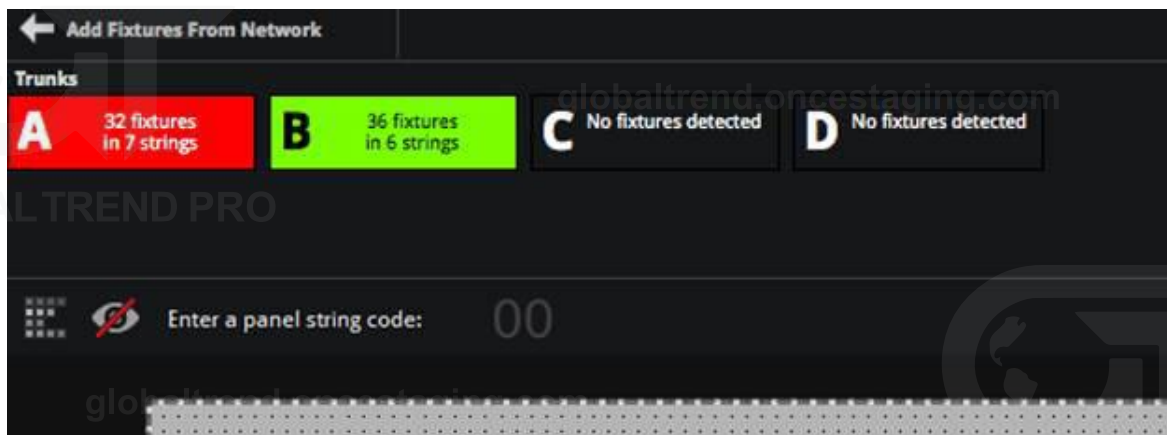 Add Fixtures From Network
Trunks
globaltrend.oncestaging.com
A 32 fixtures in 7 strings
B 36 fixtures in 6 strings
C No fixtures detected
D No fixtures detected
AL TREND PRO
Enter a panel string code: 00